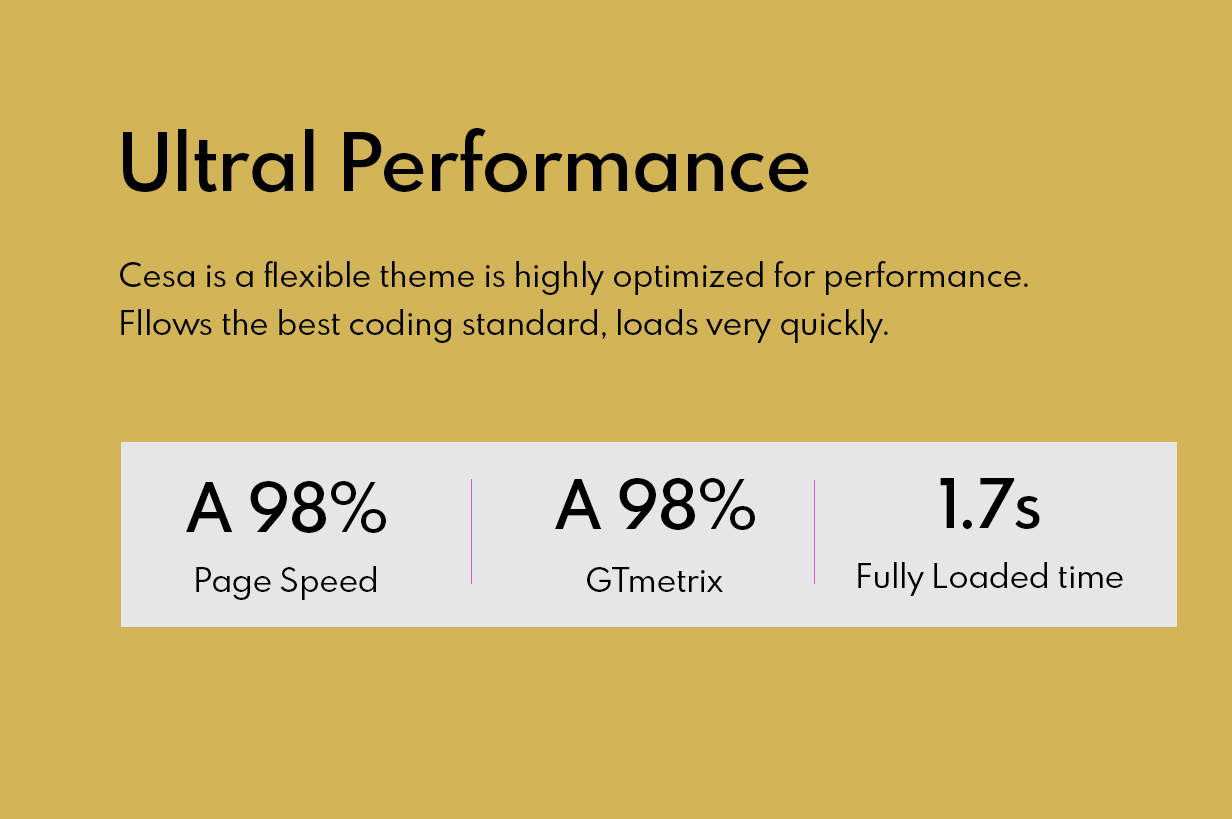 Ultral Performance
Cesa is a flexible theme is highly optimized for performance.
Fllows the best coding standard, loads very quickly.
A 98%
Page Speed
A 98%
GTmetrix
1.7s
Fully Loaded time